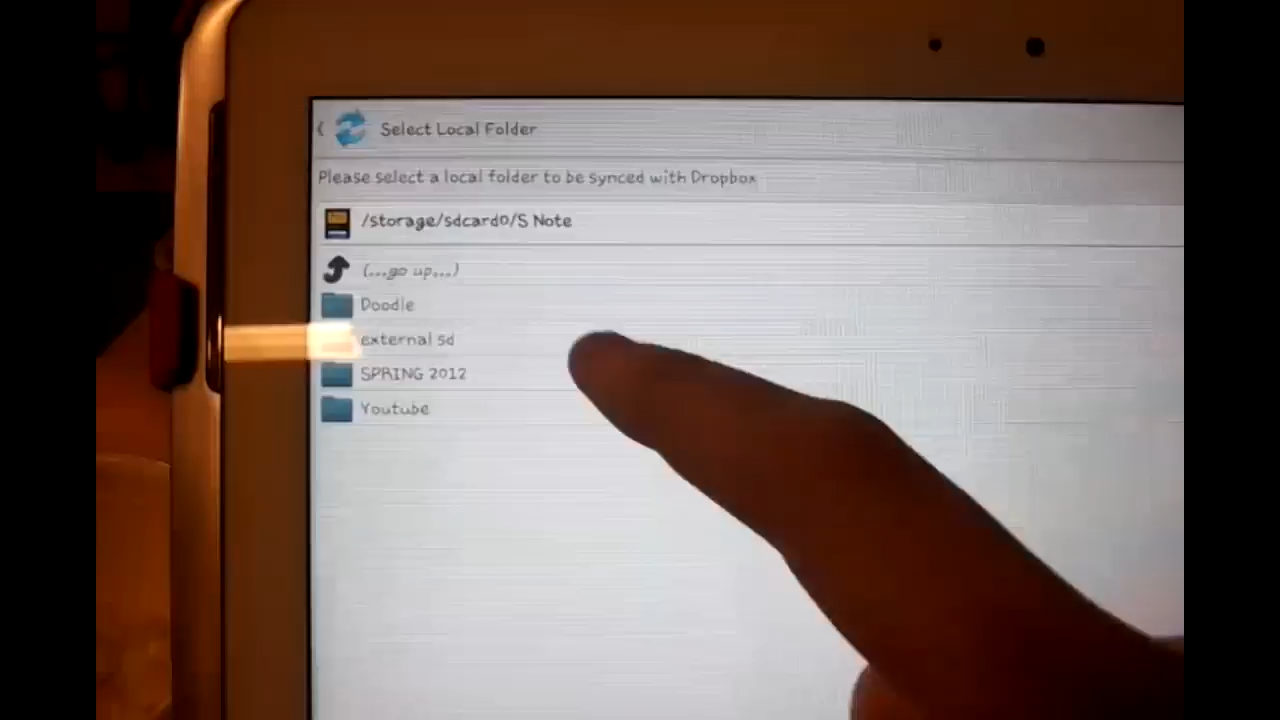 Select Local Folder
Please select a local folder to be synced with Dropbox
/storage/sdcard0/S Note
(...go up...)
Doodle
external sd
SPRING 2012
Youtube